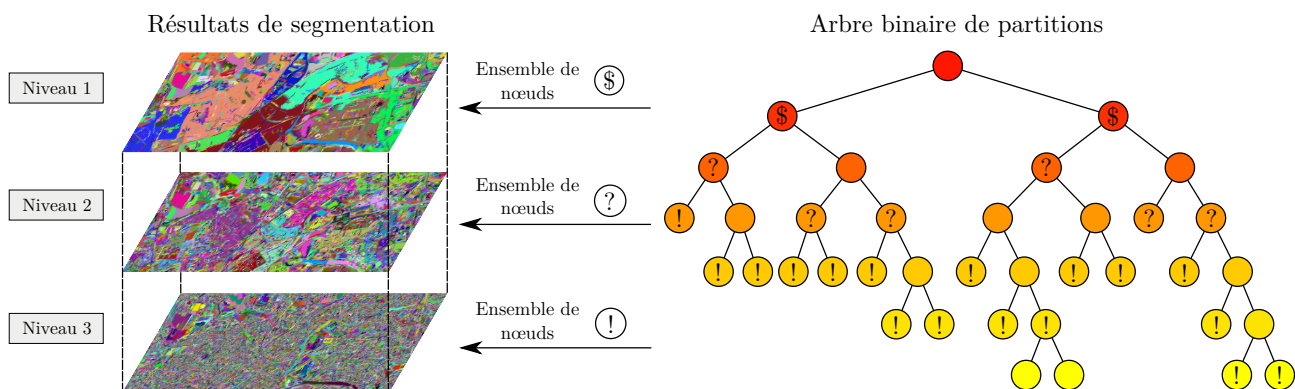 Résultats de segmentation
Arbre binaire de partitions
Niveau 1
Ensemble de
nœuds
$
$ $
? ?
Niveau 2
Ensemble de
nœuds
?
! ? ? ? ?
! ! ! ! ! ! ! ! !
Niveau 3
Ensemble de
nœuds
!
! ! ! ! !
! !